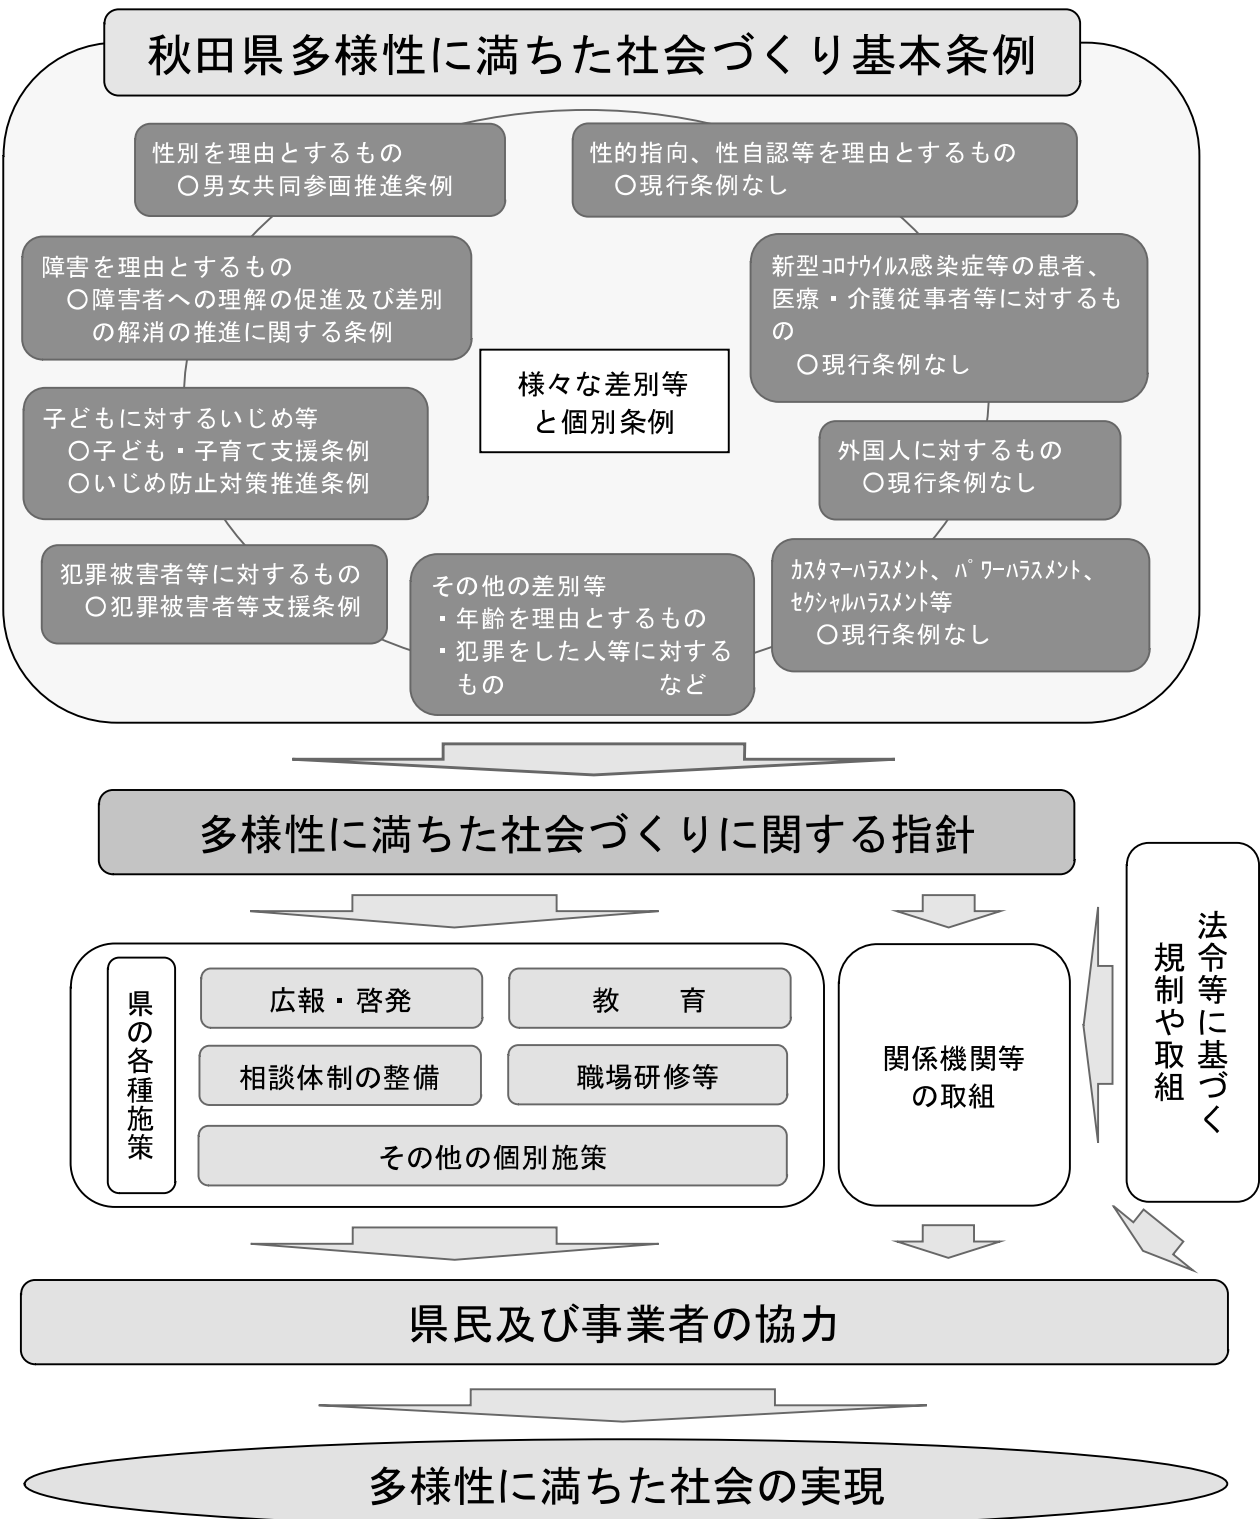 秋田県多様性に満ちた社会づくり基本条例
性別を理由とするもの
○男女共同参画推進条例
性的指向、性自認等を理由とするもの
○現行条例なし
障害を理由とするもの
○障害者への理解の促進及び差別
の解消の推進に関する条例
新型ｺﾛﾅｳｲﾙｽ感染症等の患者、
医療・介護従事者等に対するも
の
○現行条例なし
様々な差別等
と個別条例
子どもに対するいじめ等
○子ども・子育て支援条例
○いじめ防止対策推進条例
外国人に対するもの
○現行条例なし
犯罪被害者等に対するもの
○犯罪被害者等支援条例
その他の差別等
・年齢を理由とするもの
・犯罪をした人等に対する
もの　　　　　　など
ｶｽﾀﾏｰﾊﾗｽﾒﾝﾄ、ﾊﾟﾜｰﾊﾗｽﾒﾝﾄ、
ｾｸｼｬﾙﾊﾗｽﾒﾝﾄ等
○現行条例なし
多様性に満ちた社会づくりに関する指針
法令等に基づく
規制や取組
県の各種施策
広報・啓発
教　　育
相談体制の整備
職場研修等
その他の個別施策
関係機関等
の取組
県民及び事業者の協力
多様性に満ちた社会の実現